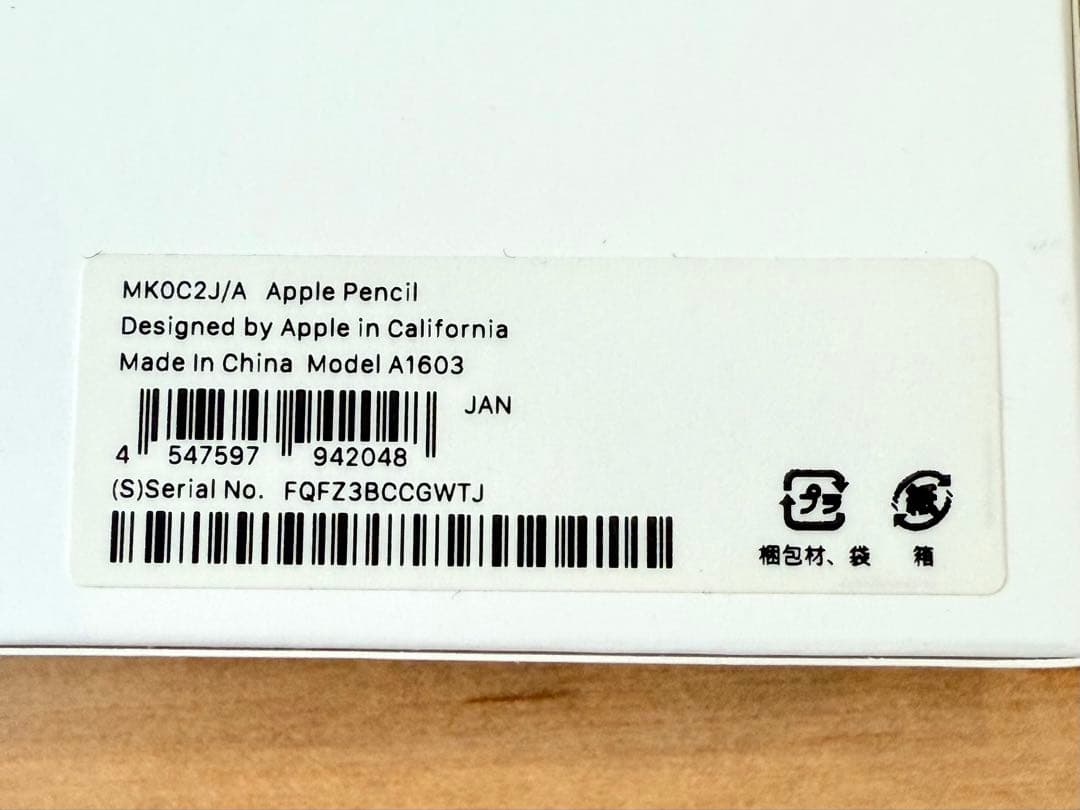 MK0C2J/A Apple Pencil
Designed by Apple in California
Made In China Model A1603
JAN
4 547597 942048
(S)Serial No. FQFZ3BCCGWTJ
プラ 紙
梱包材、袋 箱